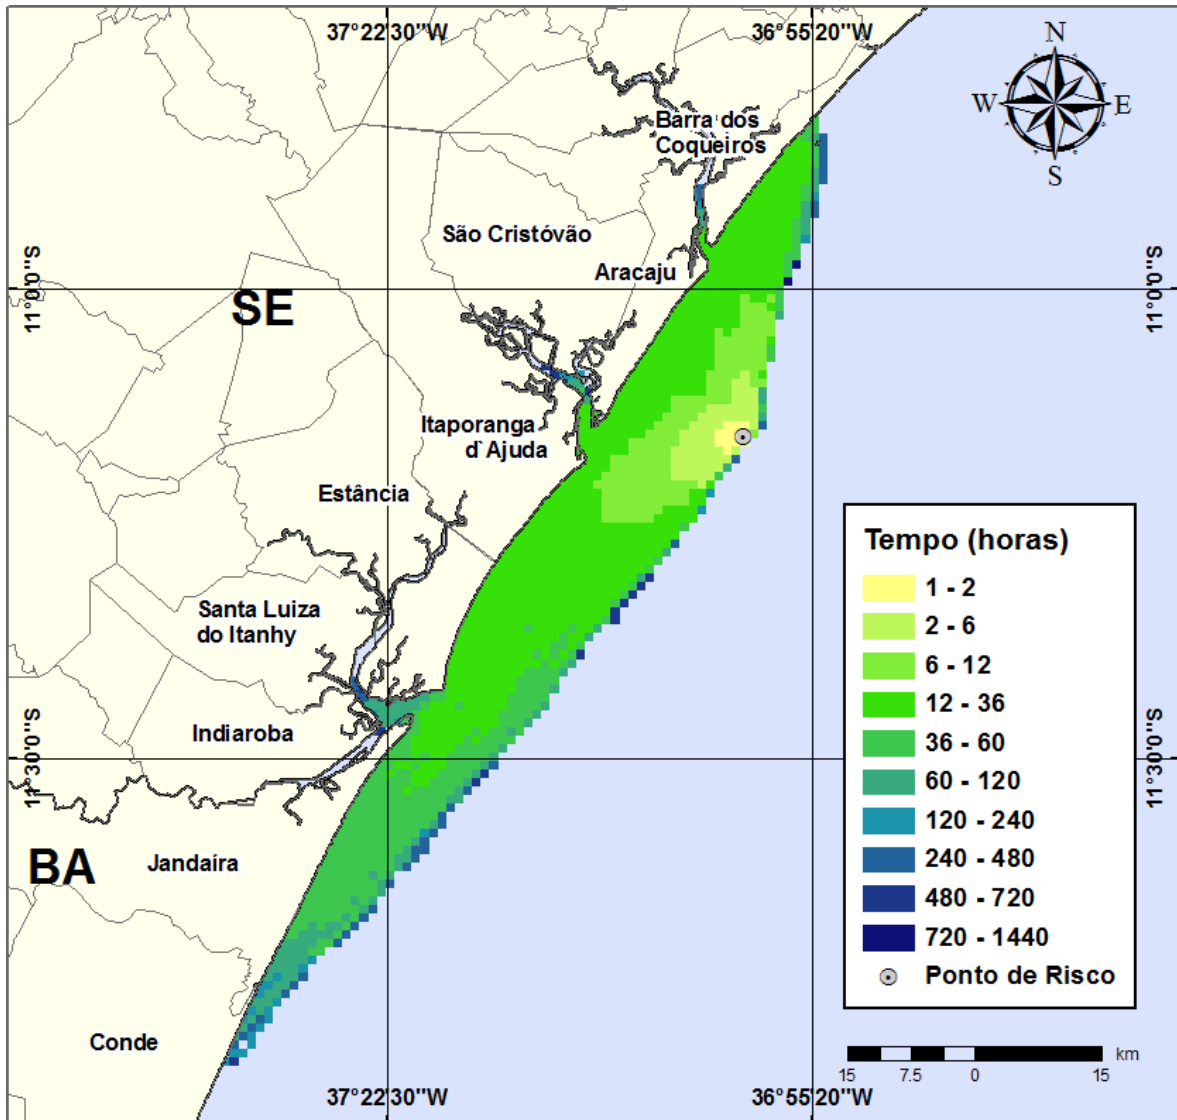 37°22'30"W
36°55'20"W
N
W
E
S
Barra dos
Coqueiros
São Cristóvão
Aracaju
11°0'0"S
11°0'0"S
SE
Itaporanga
d`Ajuda
Estância
Santa Luiza
do Itanhy
Indiaroba
11°30'0"S
11°30'0"S
BA
Jandaíra
Conde
Tempo (horas)
1 - 2
2 - 6
6 - 12
12 - 36
36 - 60
60 - 120
120 - 240
240 - 480
480 - 720
720 - 1440
Ponto de Risco
km
15 7.5 0 15
37°22'30"W
36°55'20"W